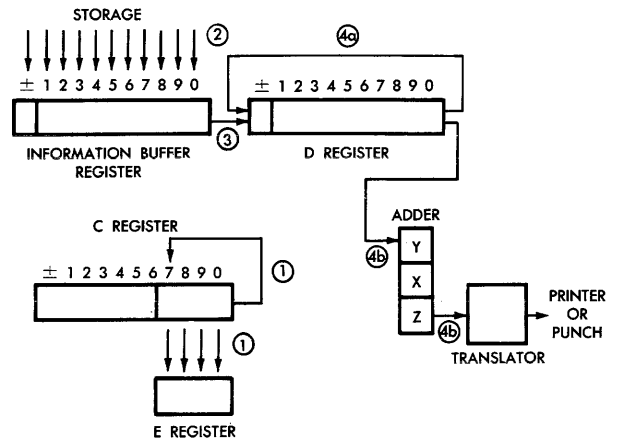 STORAGE
②
4a
± 1 2 3 4 5 6 7 8 9 0
± 1 2 3 4 5 6 7 8 9 0
③
INFORMATION BUFFER
REGISTER
D REGISTER
C REGISTER
ADDER
Y
4b
± 1 2 3 4 5 6 7 8 9 0
①
X
Z
4b
PRINTER
OR
PUNCH
①
TRANSLATOR
E REGISTER